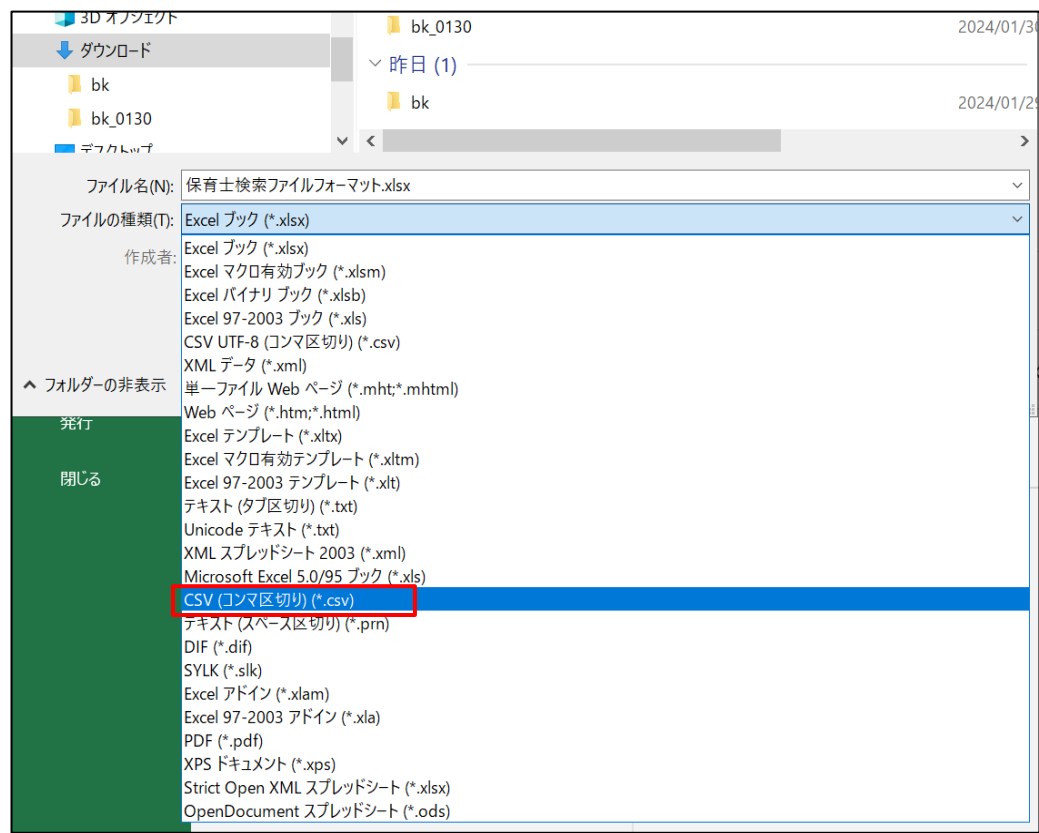 3D オブジェクト
bk_0130
2024/01/30
ダウンロード
昨日 (1)
bk
bk
2024/01/29
bk_0130
デスクトップ
ファイル名(N): 保育士検索ファイルフォーマット.xlsx
ファイルの種類(T): Excel ブック (*.xlsx)
作成者:
Excel ブック (*.xlsx)
Excel マクロ有効ブック (*.xlsm)
Excel バイナリ ブック (*.xlsb)
Excel 97-2003 ブック (*.xls)
CSV UTF-8 (コンマ区切り) (*.csv)
XML データ (*.xml)
フォルダーの非表示
単一ファイル Web ページ (*.mht;*.mhtml)
Web ページ (*.htm;*.html)
発行
Excel テンプレート (*.xltx)
Excel マクロ有効テンプレート (*.xltm)
閉じる
Excel 97-2003 テンプレート (*.xlt)
テキスト (タブ区切り) (*.txt)
Unicode テキスト (*.txt)
XML スプレッドシート 2003 (*.xml)
Microsoft Excel 5.0/95 ブック (*.xls)
CSV (コンマ区切り) (*.csv)
テキスト (スペース区切り) (*.prn)
DIF (*.dif)
SYLK (*.slk)
Excel アドイン (*.xlam)
Excel 97-2003 アドイン (*.xla)
PDF (*.pdf)
XPS ドキュメント (*.xps)
Strict Open XML スプレッドシート (*.xlsx)
OpenDocument スプレッドシート (*.ods)